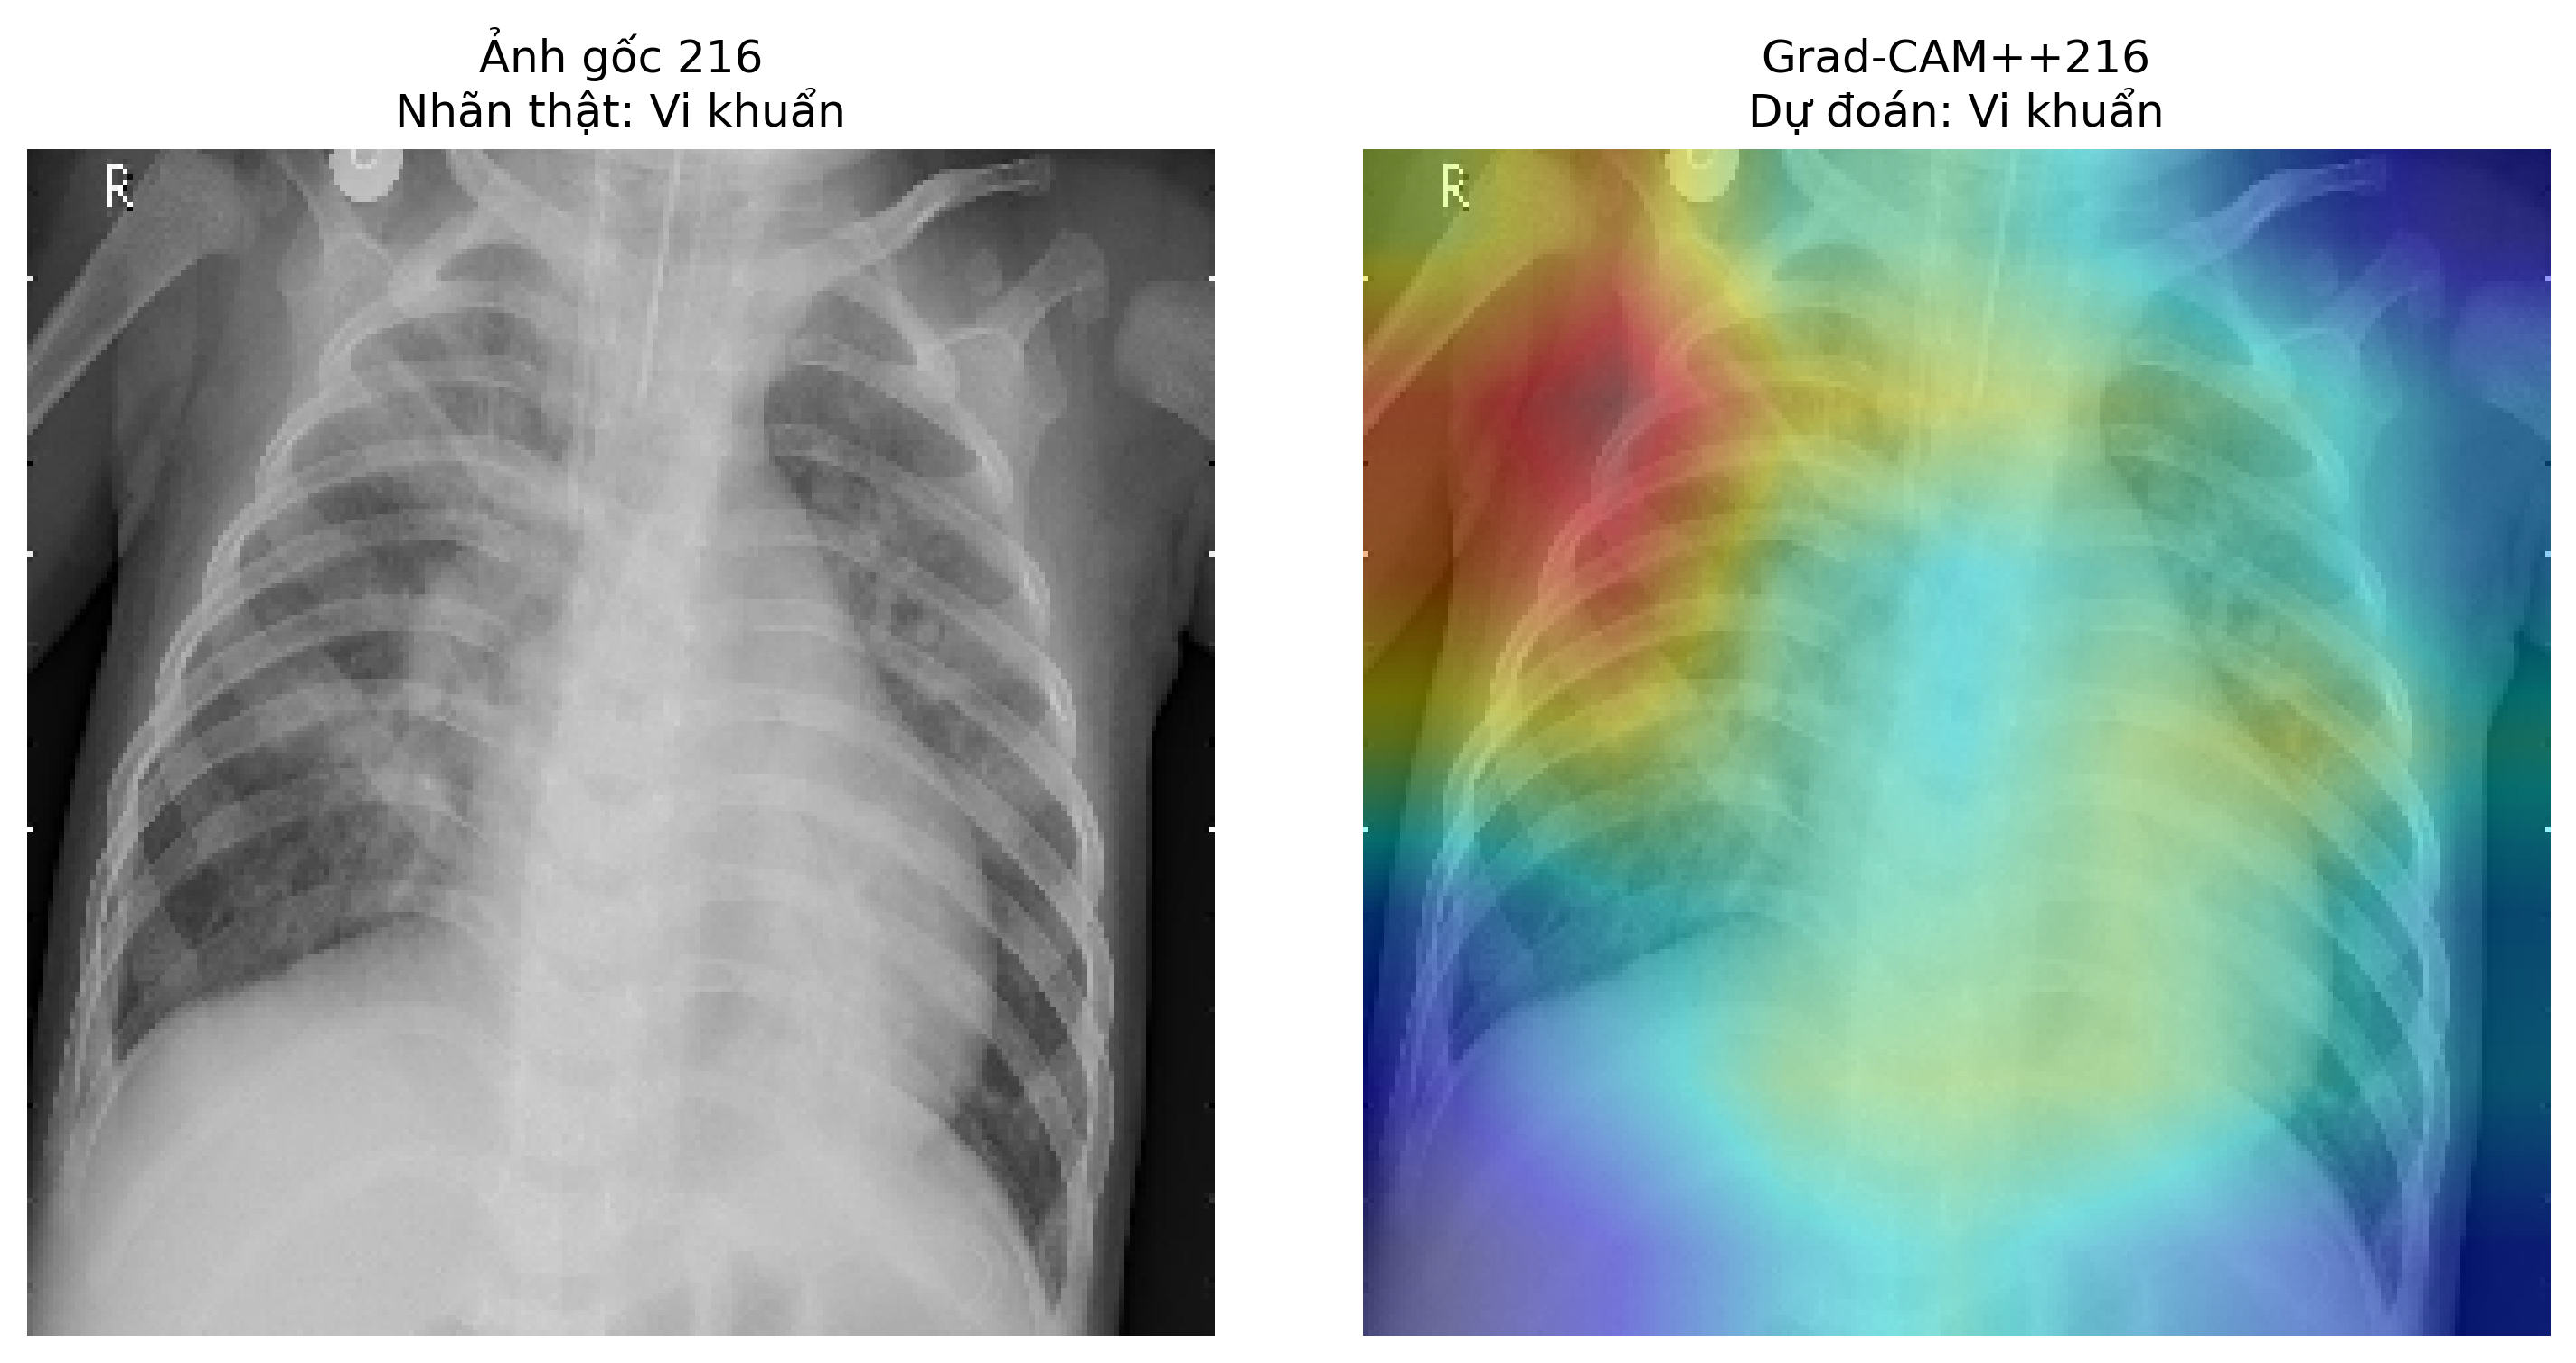 Ảnh gốc 216
Nhãn thật: Vi khuẩn
R
Grad-CAM++216
Dự đoán: Vi khuẩn
R